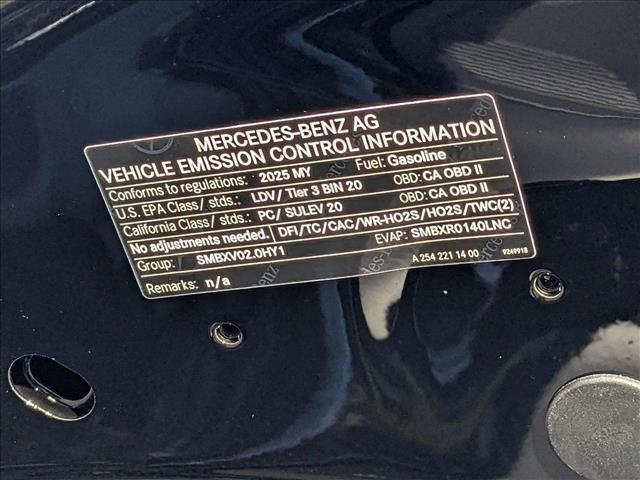 MERCEDES-BENZ AG
VEHICLE EMISSION CONTROL INFORMATION
Conforms to regulations: 2025 MY Fuel: Gasoline
U.S. EPA Class/ stds.: LDV/ Tier 3 BIN 20 OBD: CA OBD II
California Class/ stds.: PC/ SULEV 20 OBD: CA OBD II
No adjustments needed. DFI/TC/CAC/WR-HO2S/HO2S/TWC(2)
Group: SMBXV02.0HY1 EVAP: SMBXR0140LNC
Remarks: n/a A 254 221 14 00 9249918